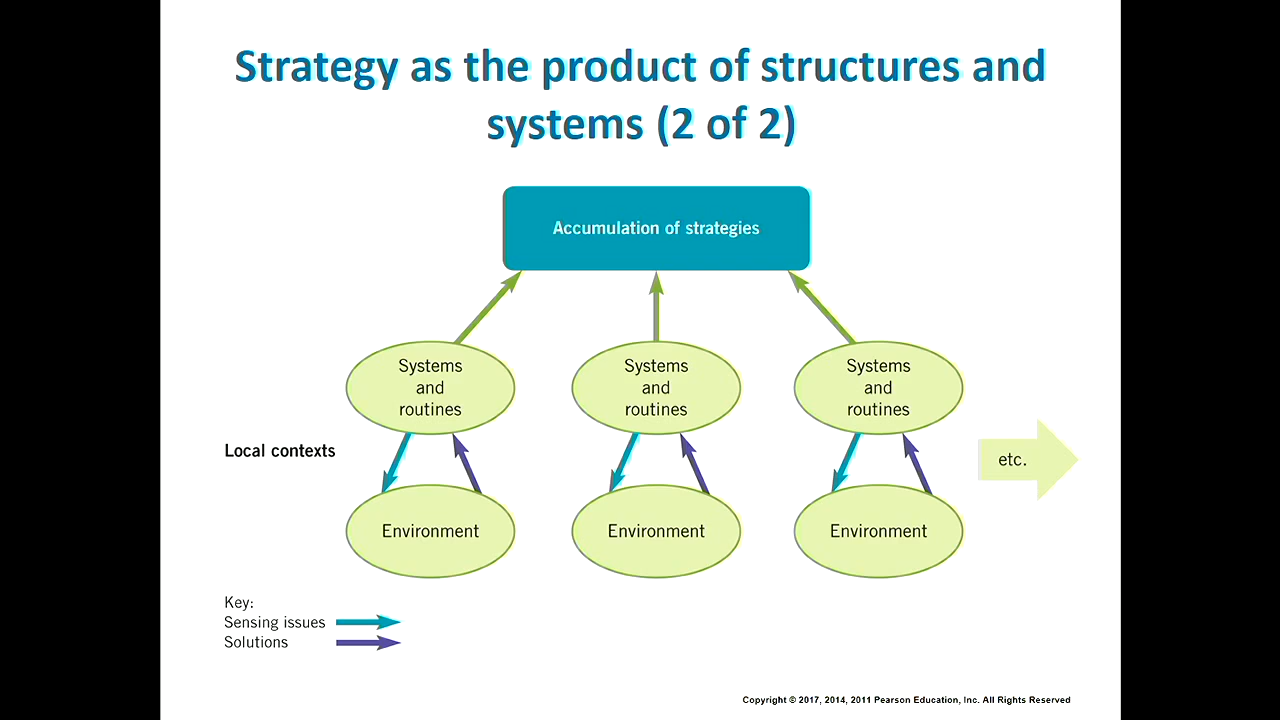 Strategy as the product of structures and
systems (2 of 2)
Accumulation of strategies
Systems
and
routines
Systems
and
routines
Systems
and
routines
Local contexts
etc.
Environment
Environment
Environment
Key:
Sensing issues
Solutions
Copyright © 2017, 2014, 2011 Pearson Education, Inc. All Rights Reserved